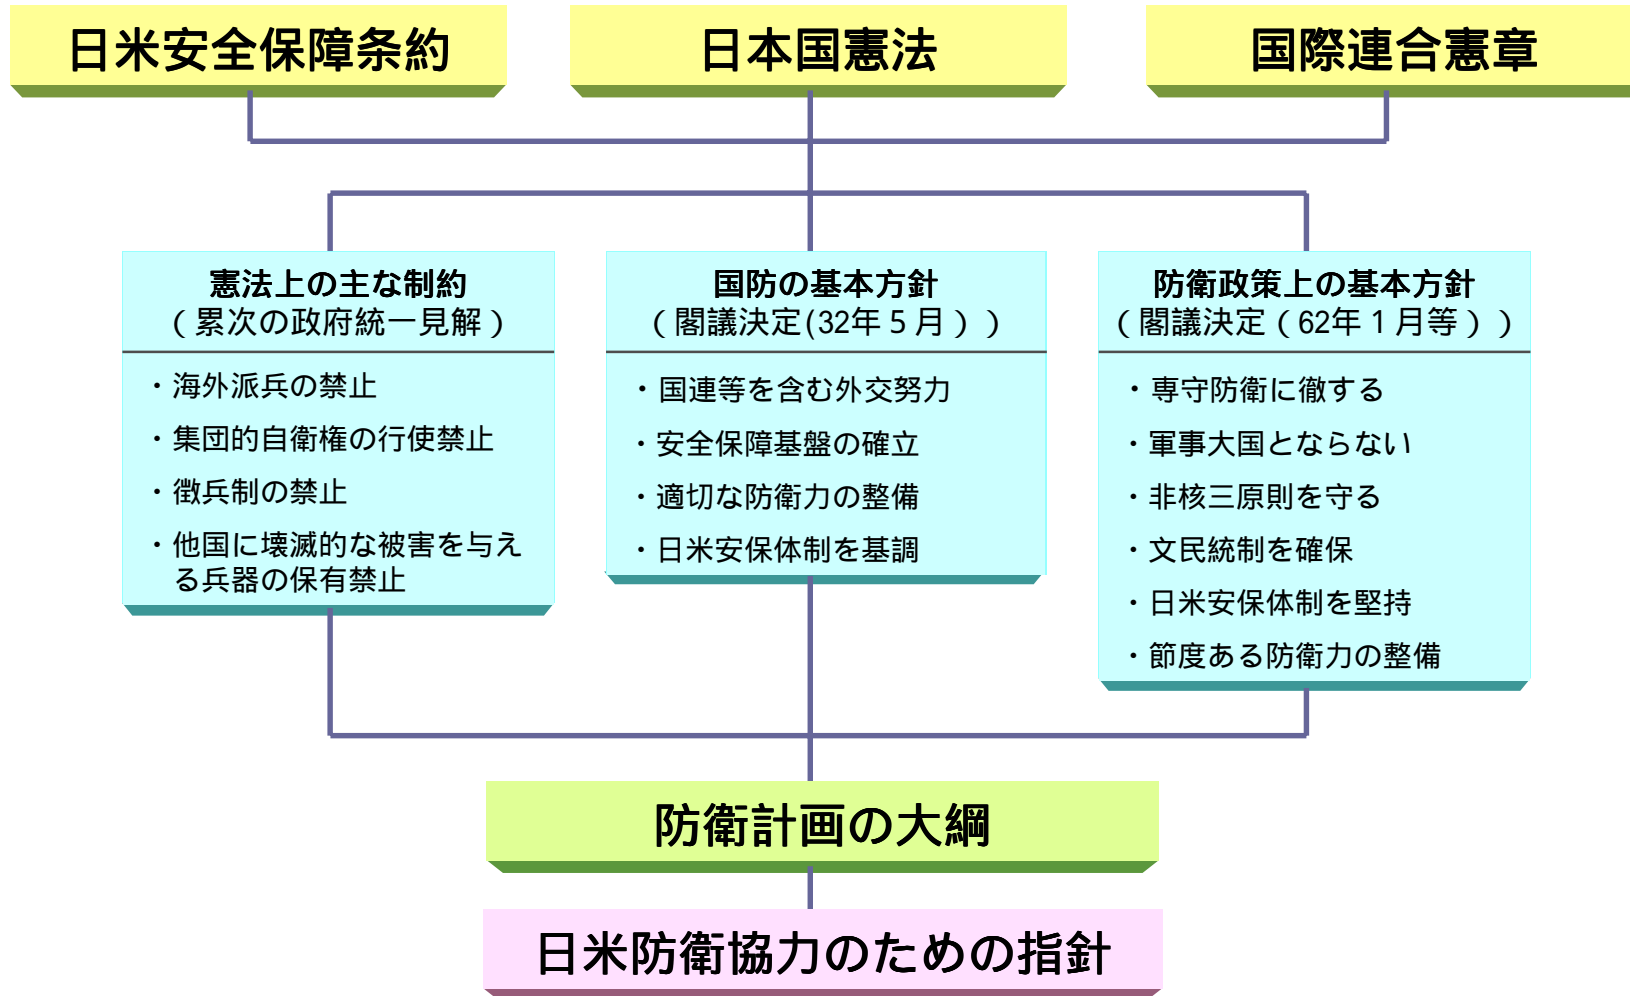 日米安全保障条約
日本国憲法
国際連合憲章
憲法上の主な制約
（累次の政府統一見解）
・海外派兵の禁止
・集団的自衛権の行使禁止
・徴兵制の禁止
・他国に壊滅的な被害を与え
る兵器の保有禁止
国防の基本方針
（閣議決定(32年５月））
・国連等を含む外交努力
・安全保障基盤の確立
・適切な防衛力の整備
・日米安保体制を基調
防衛政策上の基本方針
（閣議決定（62年１月等））
・専守防衛に徹する
・軍事大国とならない
・非核三原則を守る
・文民統制を確保
・日米安保体制を堅持
・節度ある防衛力の整備
防衛計画の大綱
日米防衛協力のための指針